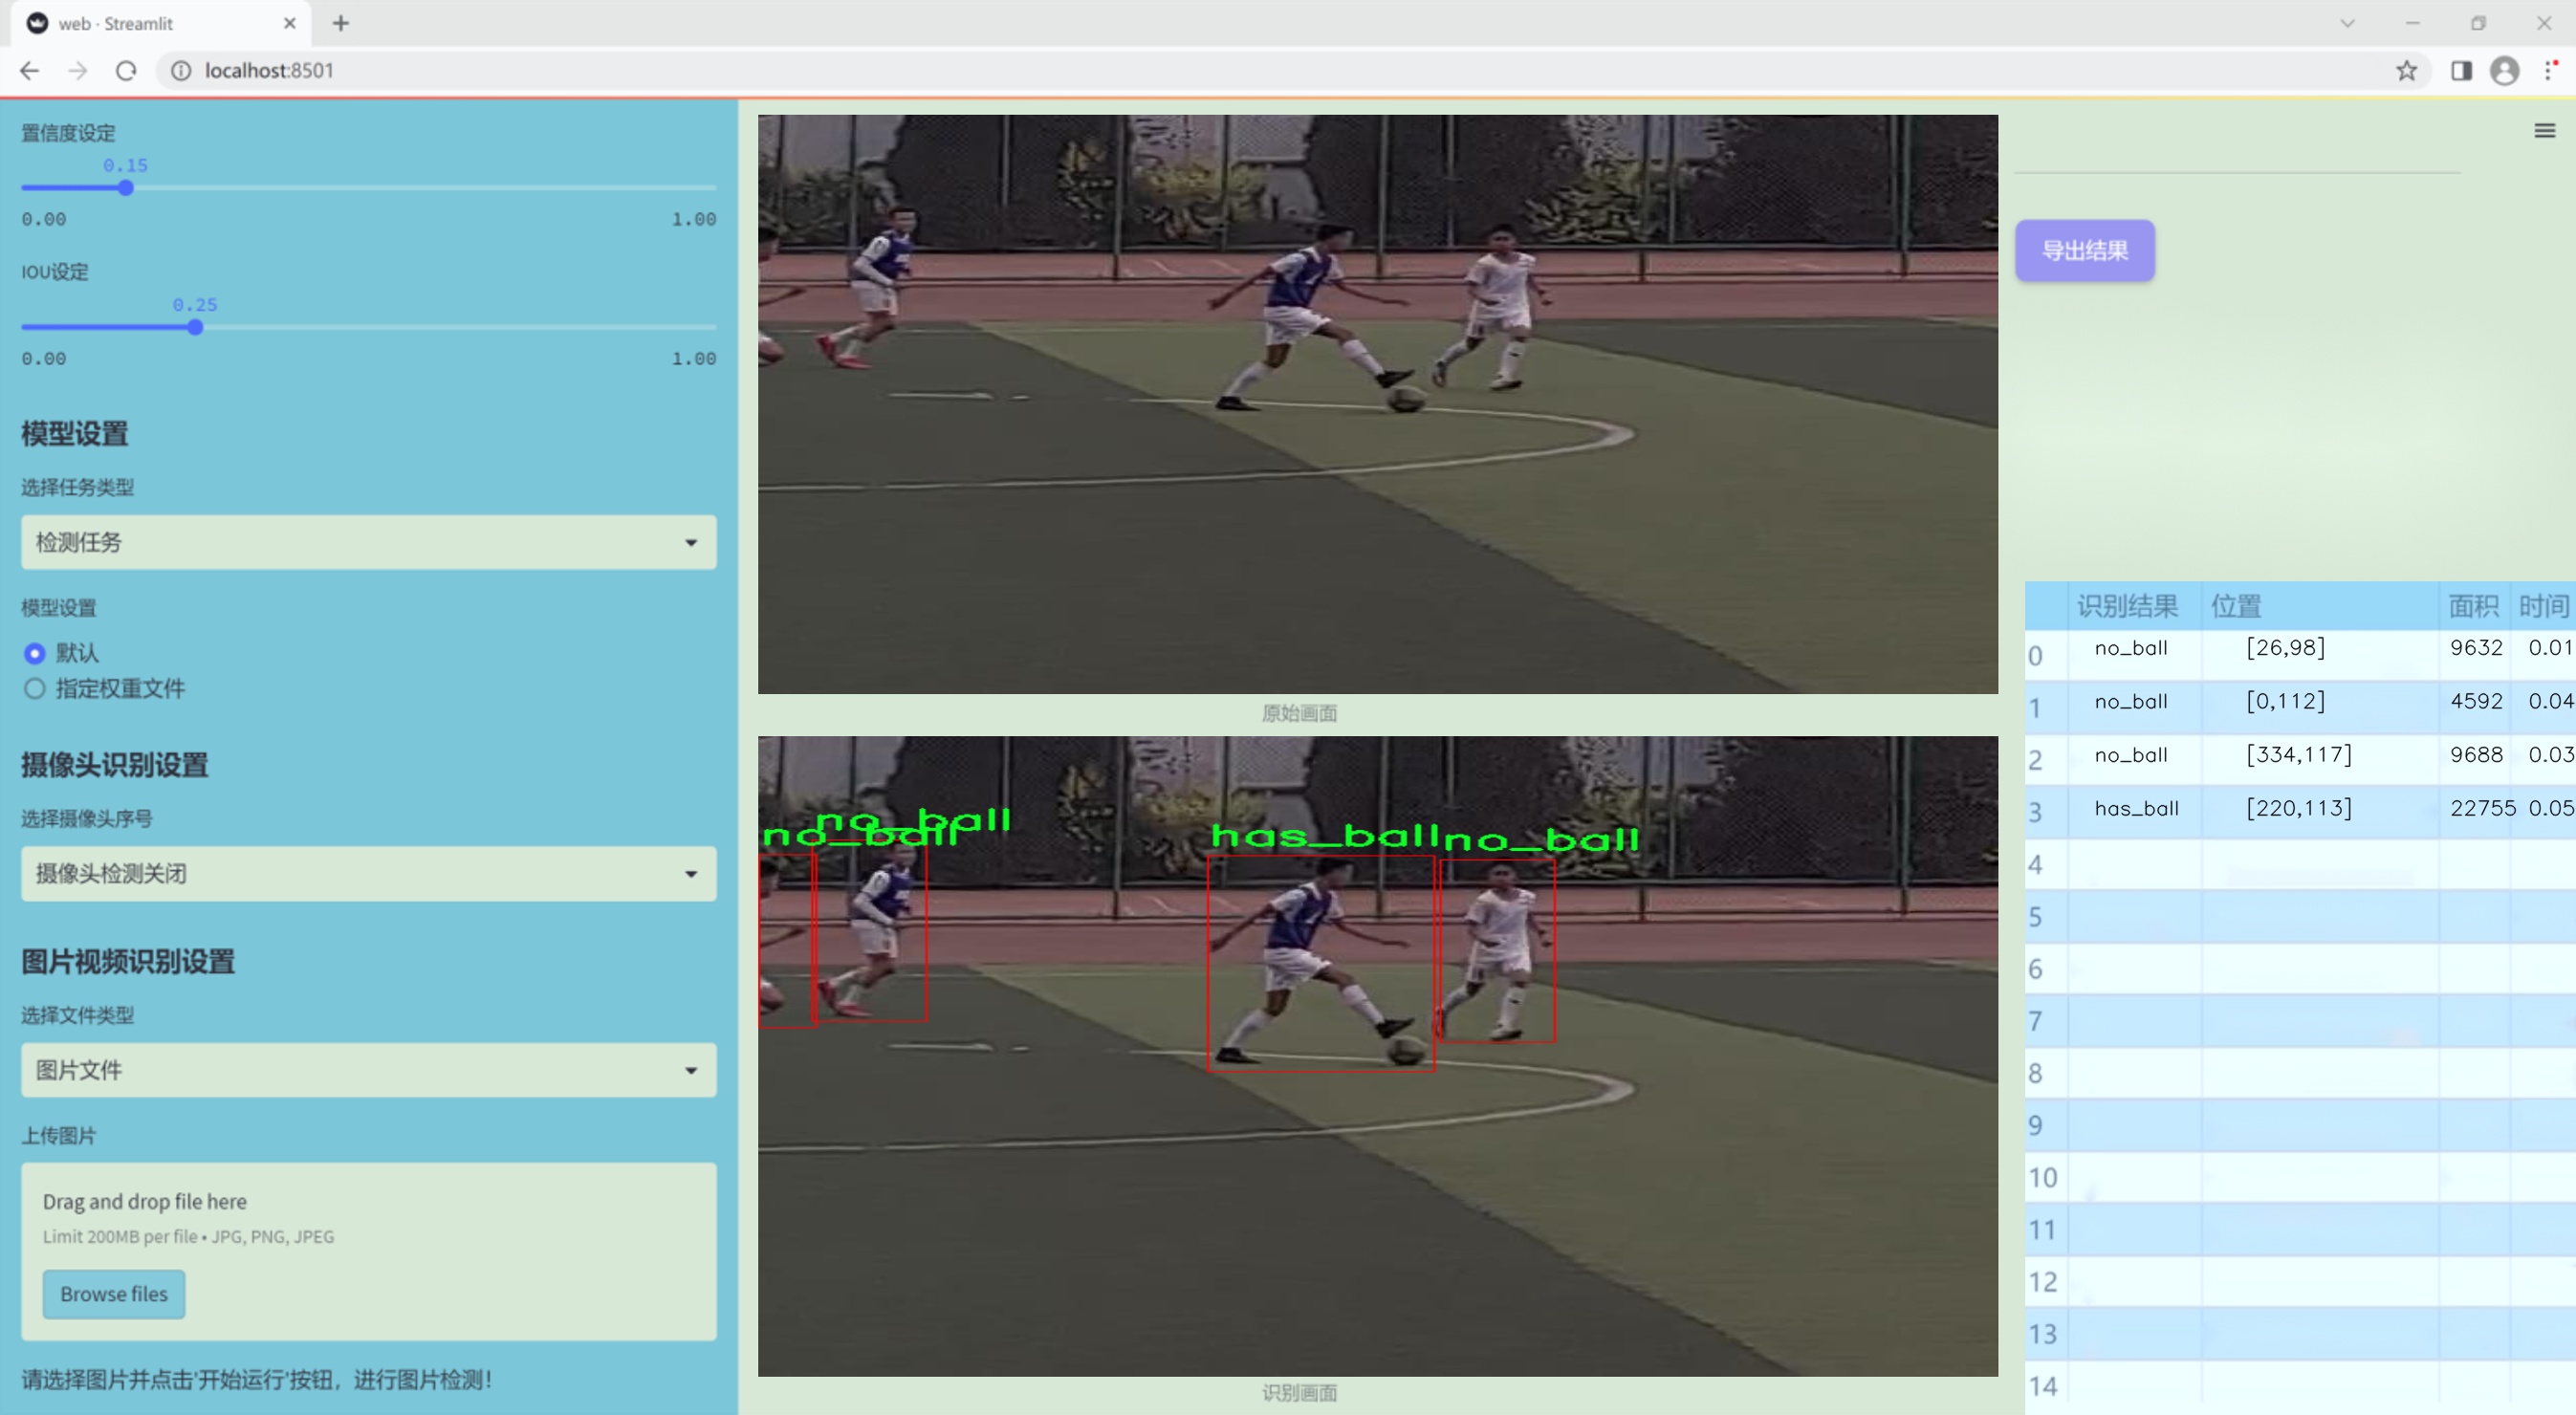 web · Streamlit
localhost:8501
置信度设定
0.15
0.00 1.00
IOU设定
0.25
0.00 1.00
模型设置
选择任务类型
检测任务
模型设置
默认
指定权重文件
摄像头识别设置
选择摄像头序号
摄像头检测关闭
图片视频识别设置
选择文件类型
图片文件
上传图片
Drag and drop file here
Limit 200MB per file • JPG, PNG, JPEG
Browse files
请选择图片并点击'开始运行'按钮，进行图片检测！
原始画面
no_ball
no_ball
has_ball
no_ball
识别画面
导出结果
识别结果 位置 面积 时间
0 no_ball [26,98] 9632 0.01
1 no_ball [0,112] 4592 0.04
2 no_ball [334,117] 9688 0.03
3 has_ball [220,113] 22755 0.05
4
5
6
7
8
9
10
11
12
13
14